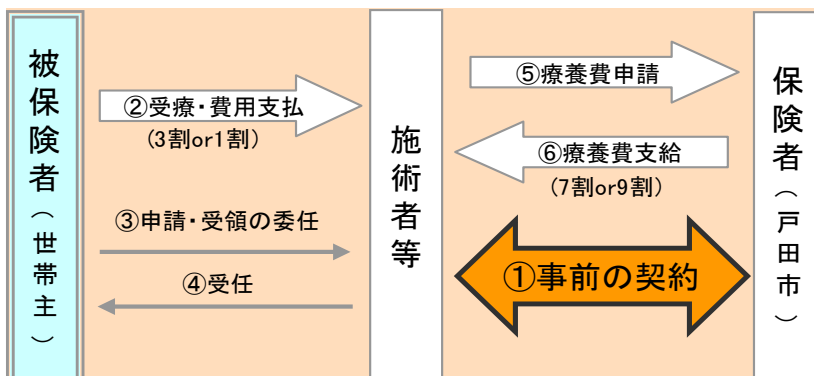 被保険者（世帯主）
②受療・費用支払
(3割or1割)
③申請・受領の委任
④受任
施術者等
⑤療養費申請
⑥療養費支給
(7割or9割)
①事前の契約
保険者（戸田市）